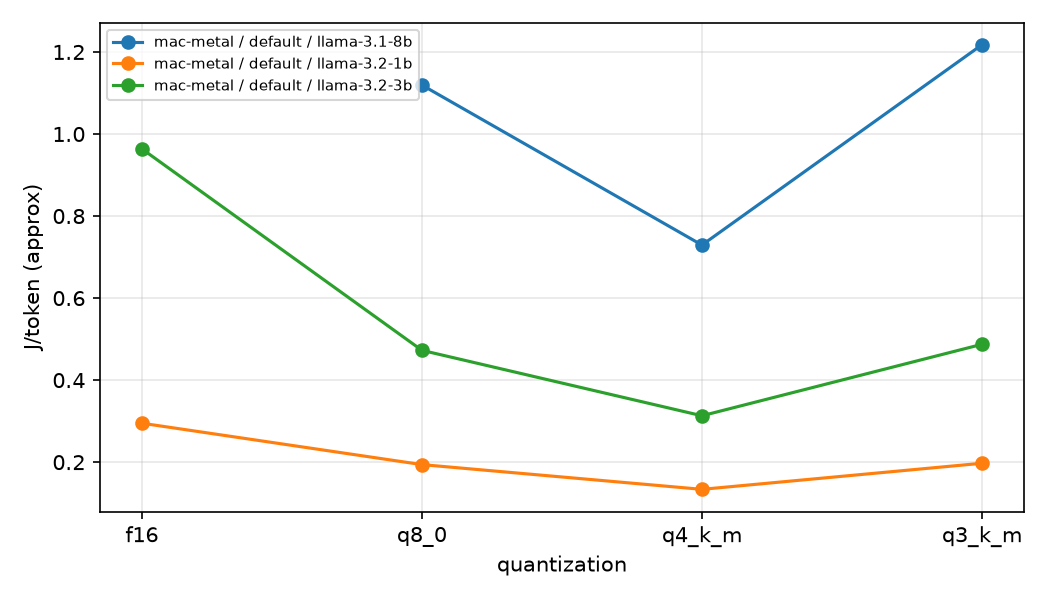 mac-metal / default / llama-3.1-8b
mac-metal / default / llama-3.2-1b
mac-metal / default / llama-3.2-3b
J/token (approx)
1.2
1.0
0.8
0.6
0.4
0.2
f16 q8_0 q4_k_m q3_k_m
quantization